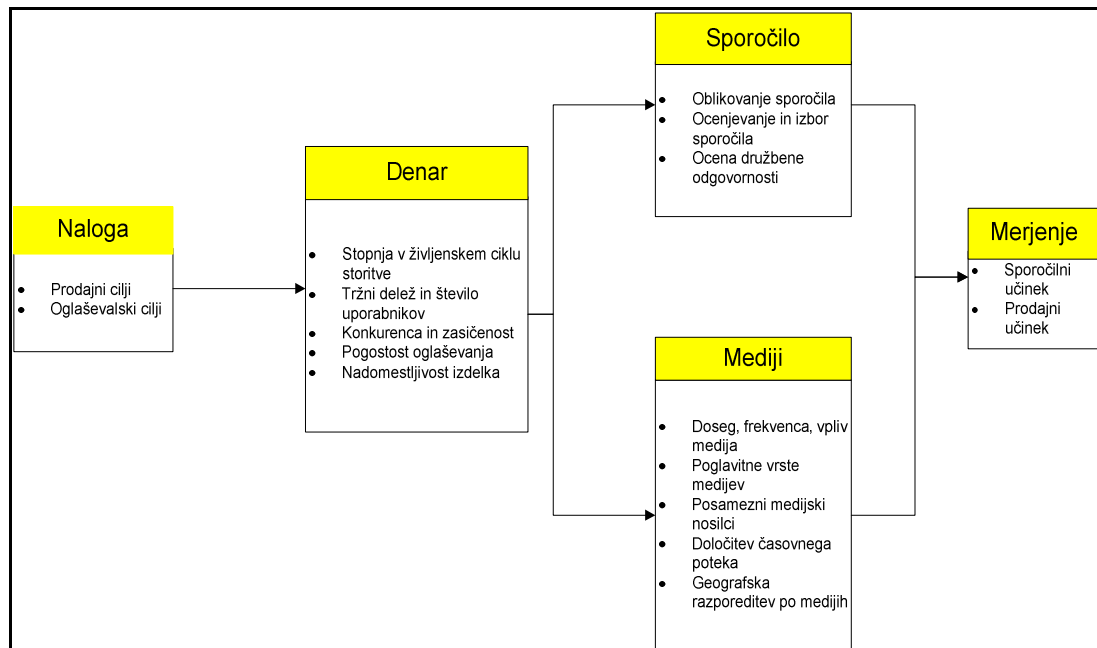 Naloga
• Prodajni cilji
• Oglaševalski cilji
Denar
• Stopnja v življenskem ciklu
storitve
• Tržni delež in število
uporabnikov
• Konkurenca in zasičenost
• Pogostost oglaševanja
• Nadomestljivost izdelka
Sporočilo
• Oblikovanje sporočila
• Ocenjevanje in izbor
sporočila
• Ocena družbene
odgovornosti
Mediji
• Doseg, frekvenca, vpliv
medija
• Poglavitne vrste
medijev
• Posamezni medijski
nosilci
• Določitev časovnega
poteka
• Geografska
razporeditev po medijih
Merjenje
• Sporočilni
učinek
• Prodajni
učinek